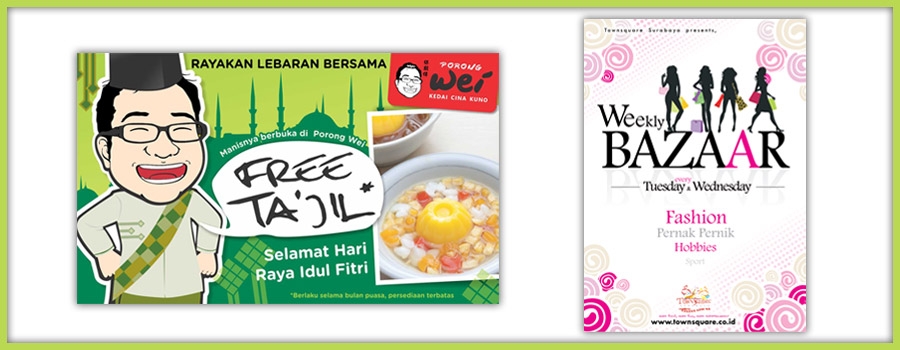 RAYAKAN LEBARAN BERSAMA
PORONG
Wei
KEDAI CINA KUNO
Manisnya berbuka di Porong Wei
FREE
TA'JIL*
Selamat Hari
Raya Idul Fitri
*Berlaku selama bulan puasa, persediaan terbatas
Townsquare Surabaya presents,
Weekly
BAZAAR
every
Tuesday & Wednesday
Fashion
Pernak Pernik
Hobbies
Sport
www.townsquare.co.id